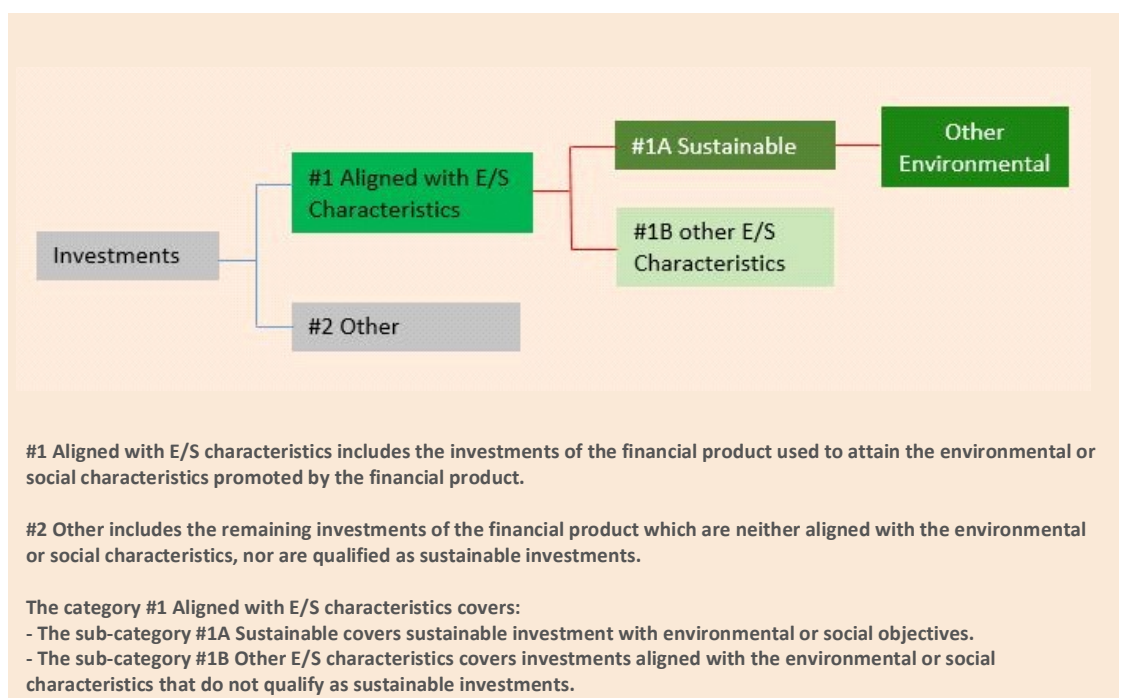 Other
Environmental
#1A Sustainable
#1 Aligned with E/S
Characteristics
#1B other E/S
Characteristics
Investments
#2 Other
#1 Aligned with E/S characteristics includes the investments of the financial product used to attain the environmental or
social characteristics promoted by the financial product.
#2 Other includes the remaining investments of the financial product which are neither aligned with the environmental
or social characteristics, nor are qualified as sustainable investments.
The category #1 Aligned with E/S characteristics covers:
- The sub-category #1A Sustainable covers sustainable investment with environmental or social objectives.
- The sub-category #1B Other E/S characteristics covers investments aligned with the environmental or social
characteristics that do not qualify as sustainable investments.